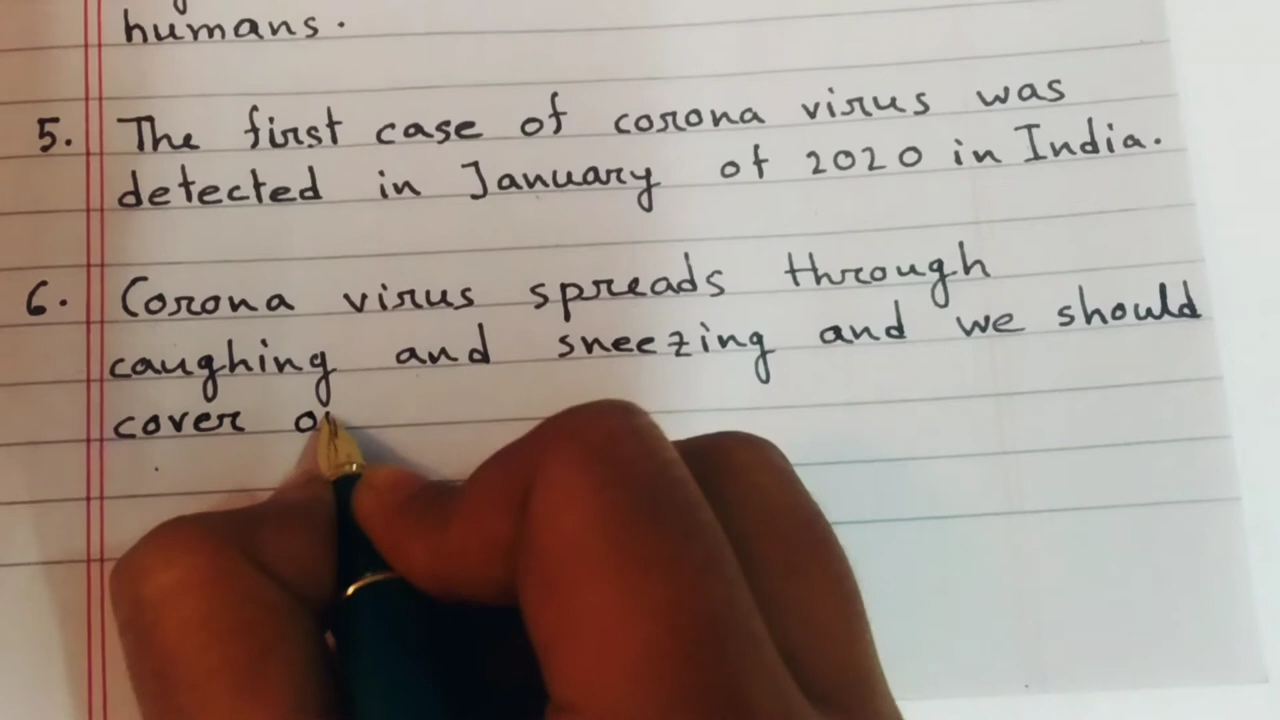 humans.
5. The first case of corona virus was
detected in January of 2020 in India.
6. Corona virus spreads through
caughing and sneezing and we should
cover